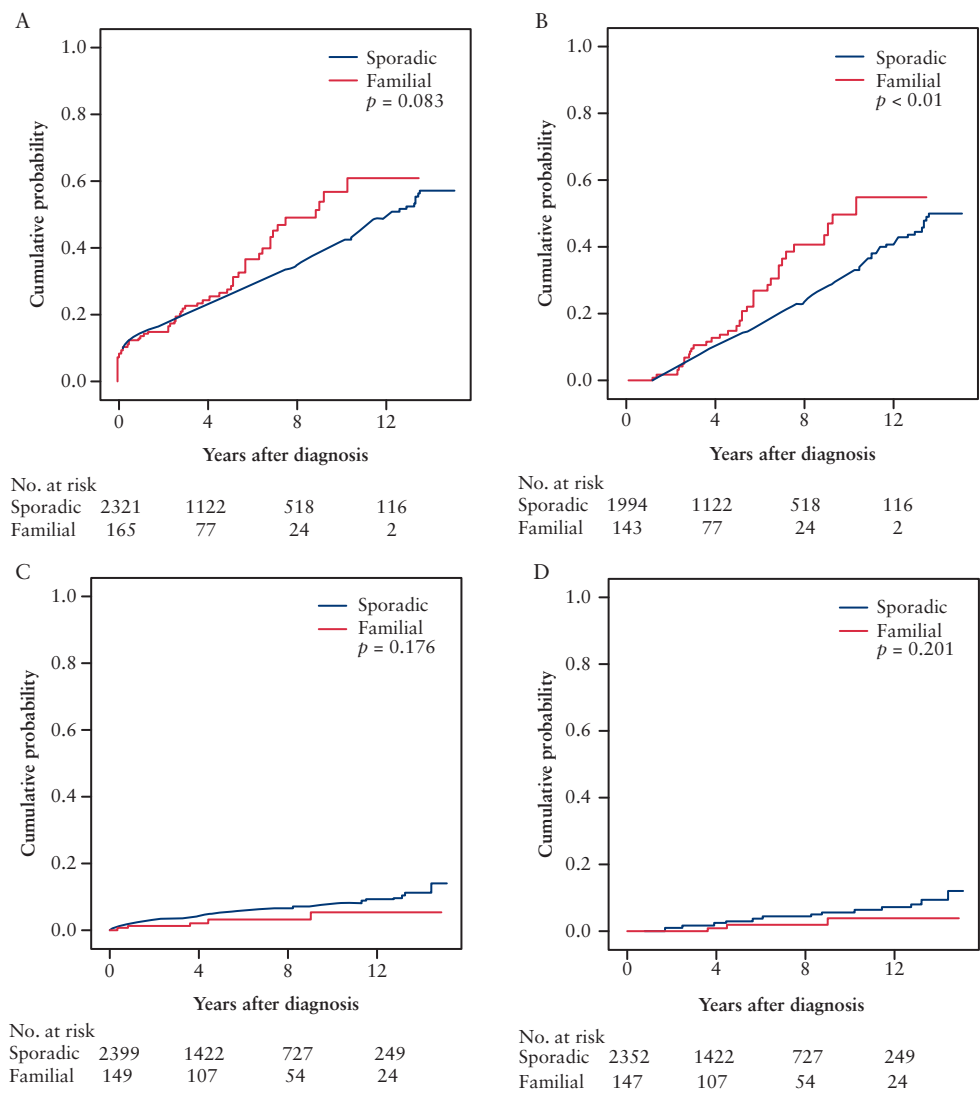 A
Cumulative probability
1.0
0.8
0.6
0.4
0.2
0.0
Sporadic
Familial
p = 0.083
0 4 8 12
Years after diagnosis
No. at risk
Sporadic 2321 1122 518 116
Familial 165 77 24 2
B
Cumulative probability
1.0
0.8
0.6
0.4
0.2
0.0
Sporadic
Familial
p < 0.01
0 4 8 12
Years after diagnosis
No. at risk
Sporadic 1994 1122 518 116
Familial 143 77 24 2
C
Cumulative probability
1.0
0.8
0.6
0.4
0.2
0.0
Sporadic
Familial
p = 0.176
0 4 8 12
Years after diagnosis
No. at risk
Sporadic 2399 1422 727 249
Familial 149 107 54 24
D
Cumulative probability
1.0
0.8
0.6
0.4
0.2
0.0
Sporadic
Familial
p = 0.201
0 4 8 12
Years after diagnosis
No. at risk
Sporadic 2352 1422 727 249
Familial 147 107 54 24